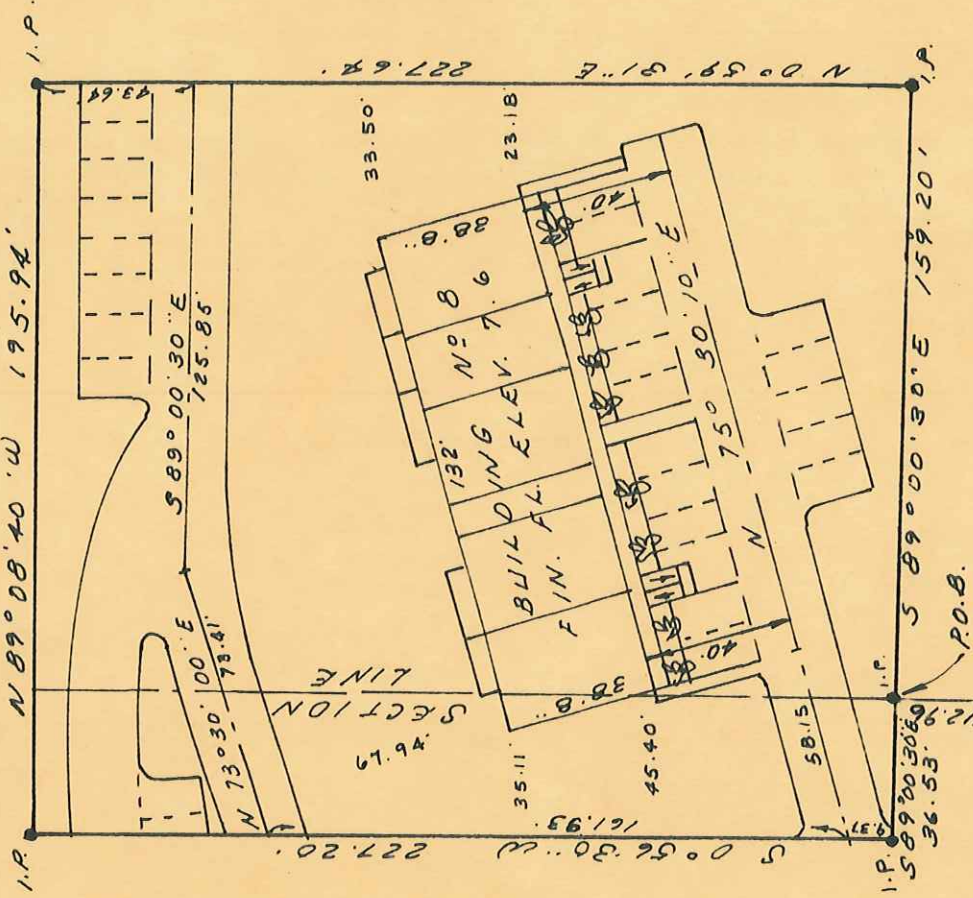 I.P.
N 89° 08' 40" W 195.94'
I.P.
43.64
227.64'
N 0° 59' 31" E
I.P.
S 89° 00' 30" E
125.85
N 73° 30' 00" E
73.41'
33.50'
23.18
38' 8"
BUILDING Nº 8
FIN. FL. ELEV. 7.6
132'
40'
SECTION LINE
67.94'
35.11
45.40
38' 8"
40'
N 75° 30' 10" E
58.15
9.37
161.93
227.20'
S 0° 56' 30" W
I.P.
S 89° 00' 30" E
36.53'
I.P.
S 89° 00' 30" E 159.20'
P.O.B.